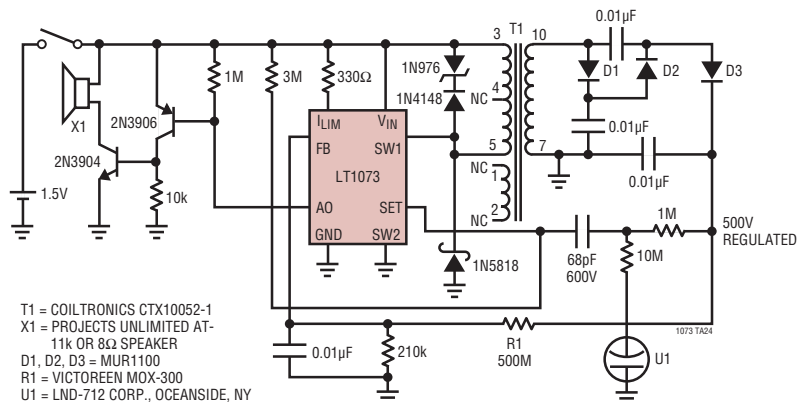 T1
3
10
0.01µF
1M
3M
330Ω
1N976
D1
D2
D3
X1
2N3906
1N4148
NC
4
I_LIM
V_IN
0.01µF
2N3904
FB
SW1
5
7
LT1073
NC
1
0.01µF
1.5V
10k
AO
SET
2
NC
1M
500V
REGULATED
GND
SW2
1N5818
68pF
600V
10M
T1 = COILTRONICS CTX10052-1
X1 = PROJECTS UNLIMITED AT-
11k OR 8Ω SPEAKER
D1, D2, D3 = MUR1100
R1 = VICTOREEN MOX-300
U1 = LND-712 CORP., OCEANSIDE, NY
0.01µF
210k
R1
500M
1073 TA24
U1